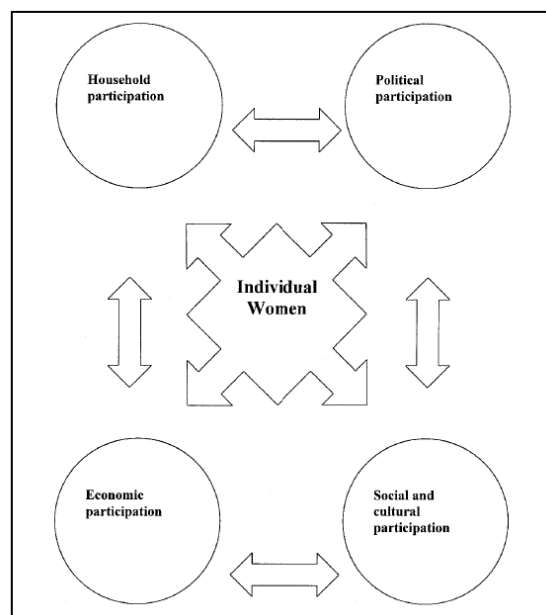 Household
participation
Political
participation
Individual
Women
Economic
participation
Social and
cultural
participation